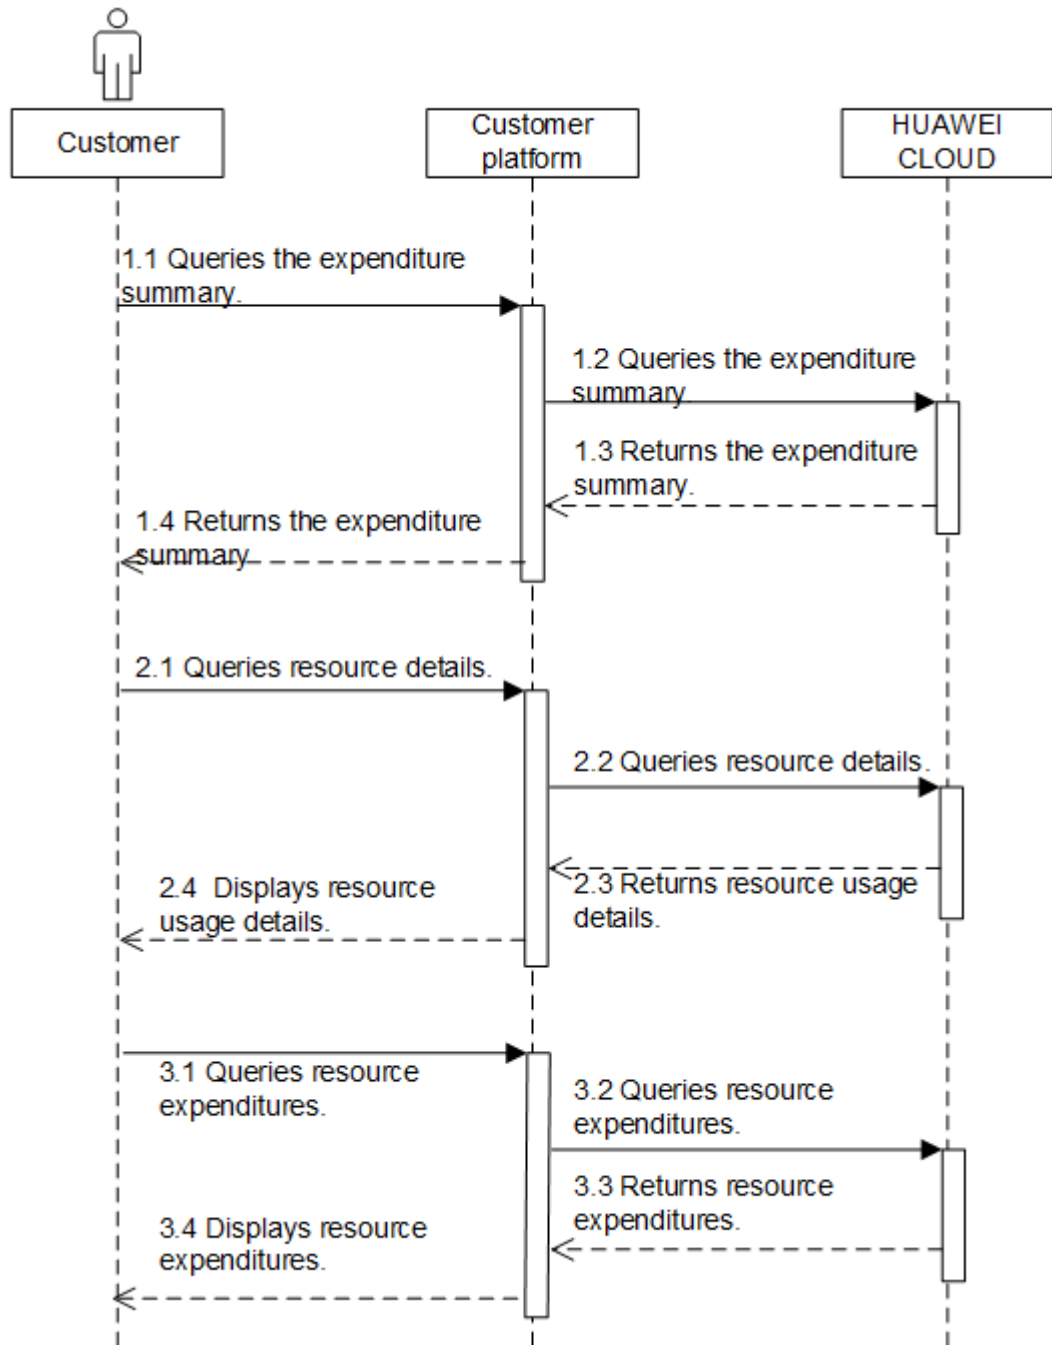 Customer
Customer
platform
HUAWEI
CLOUD
1.1 Queries the expenditure
summary.
1.2 Queries the expenditure
summary.
1.3 Returns the expenditure
summary.
1.4 Returns the expenditure
summary
2.1 Queries resource details.
2.2 Queries resource details.
2.3 Returns resource usage
details.
2.4 Displays resource
usage details.
3.1 Queries resource
expenditures.
3.2 Queries resource
expenditures.
3.3 Returns resource
expenditures.
3.4 Displays resource
expenditures.